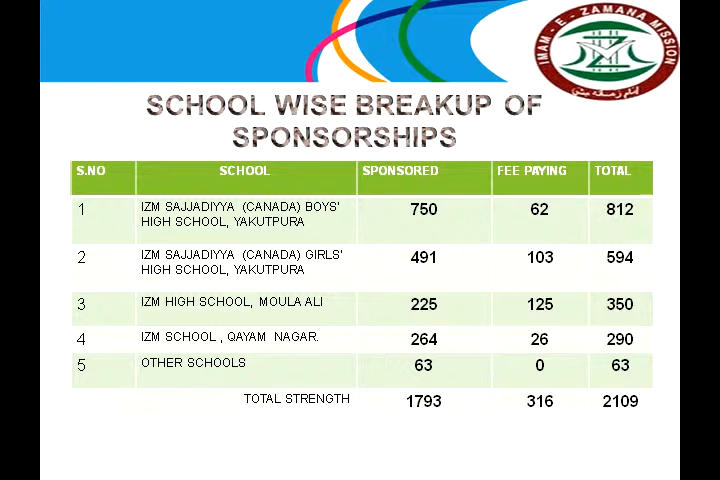 IMAM - E - ZAMANA MISSION
SCHOOL WISE BREAKUP OF
SPONSORSHIPS
S.NO SCHOOL SPONSORED FEE PAYING TOTAL
1 IZM SAJJADIYYA (CANADA) BOYS' 750 62 812
HIGH SCHOOL, YAKUTPURA
2 IZM SAJJADIYYA (CANADA) GIRLS' 491 103 594
HIGH SCHOOL, YAKUTPURA
3 IZM HIGH SCHOOL, MOULA ALI 225 125 350
4 IZM SCHOOL , QAYAM NAGAR. 264 26 290
5 OTHER SCHOOLS 63 0 63
TOTAL STRENGTH 1793 316 2109